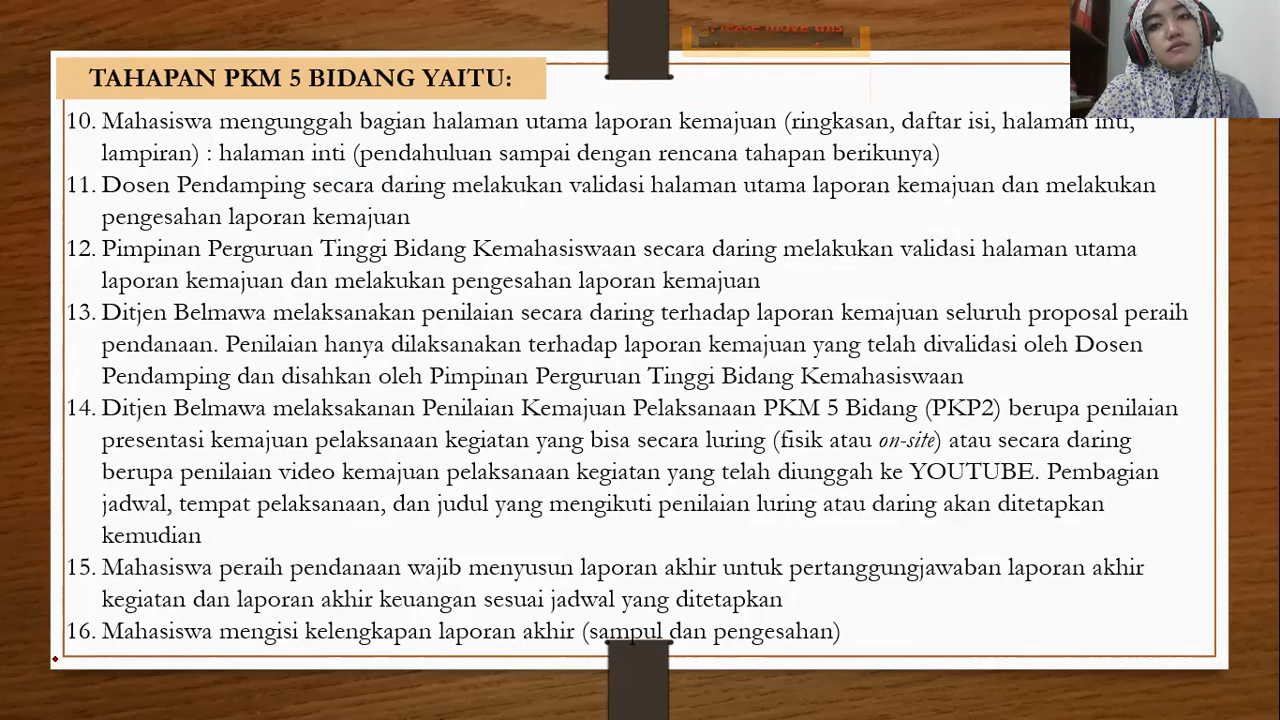 Please move this
TAHAPAN PKM 5 BIDANG YAITU:
10. Mahasiswa mengunggah bagian halaman utama laporan kemajuan (ringkasan, daftar isi, halaman inti,
lampiran) : halaman inti (pendahuluan sampai dengan rencana tahapan berikunya)
11. Dosen Pendamping secara daring melakukan validasi halaman utama laporan kemajuan dan melakukan
pengesahan laporan kemajuan
12. Pimpinan Perguruan Tinggi Bidang Kemahasiswaan secara daring melakukan validasi halaman utama
laporan kemajuan dan melakukan pengesahan laporan kemajuan
13. Ditjen Belmawa melaksanakan penilaian secara daring terhadap laporan kemajuan seluruh proposal peraih
pendanaan. Penilaian hanya dilaksanakan terhadap laporan kemajuan yang telah divalidasi oleh Dosen
Pendamping dan disahkan oleh Pimpinan Perguruan Tinggi Bidang Kemahasiswaan
14. Ditjen Belmawa melaksakanan Penilaian Kemajuan Pelaksanaan PKM 5 Bidang (PKP2) berupa penilaian
presentasi kemajuan pelaksanaan kegiatan yang bisa secara luring (fisik atau on-site) atau secara daring
berupa penilaian video kemajuan pelaksanaan kegiatan yang telah diunggah ke YOUTUBE. Pembagian
jadwal, tempat pelaksanaan, dan judul yang mengikuti penilaian luring atau daring akan ditetapkan
kemudian
15. Mahasiswa peraih pendanaan wajib menyusun laporan akhir untuk pertanggungjawaban laporan akhir
kegiatan dan laporan akhir keuangan sesuai jadwal yang ditetapkan
16. Mahasiswa mengisi kelengkapan laporan akhir (sampul dan pengesahan)